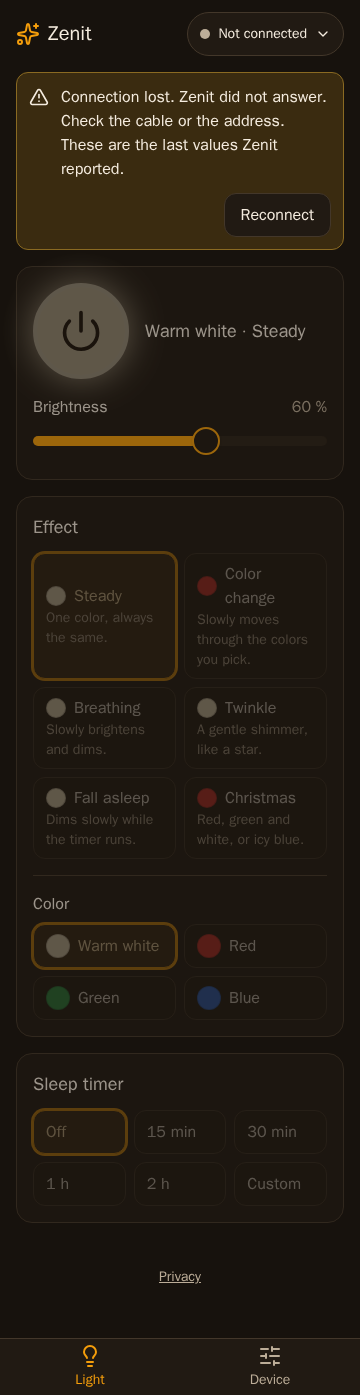 Zenit
Not connected
Connection lost. Zenit did not answer.
Check the cable or the address.
These are the last values Zenit
reported.
Reconnect
Warm white · Steady
Brightness
60 %
Effect
Steady
One color, always
the same.
Color
change
Slowly moves
through the colors
you pick.
Breathing
Slowly brightens
and dims.
Twinkle
A gentle shimmer,
like a star.
Fall asleep
Dims slowly while
the timer runs.
Christmas
Red, green and
white, or icy blue.
Color
Warm white
Red
Green
Blue
Sleep timer
Off
15 min
30 min
1 h
2 h
Custom
Privacy
Light
Device